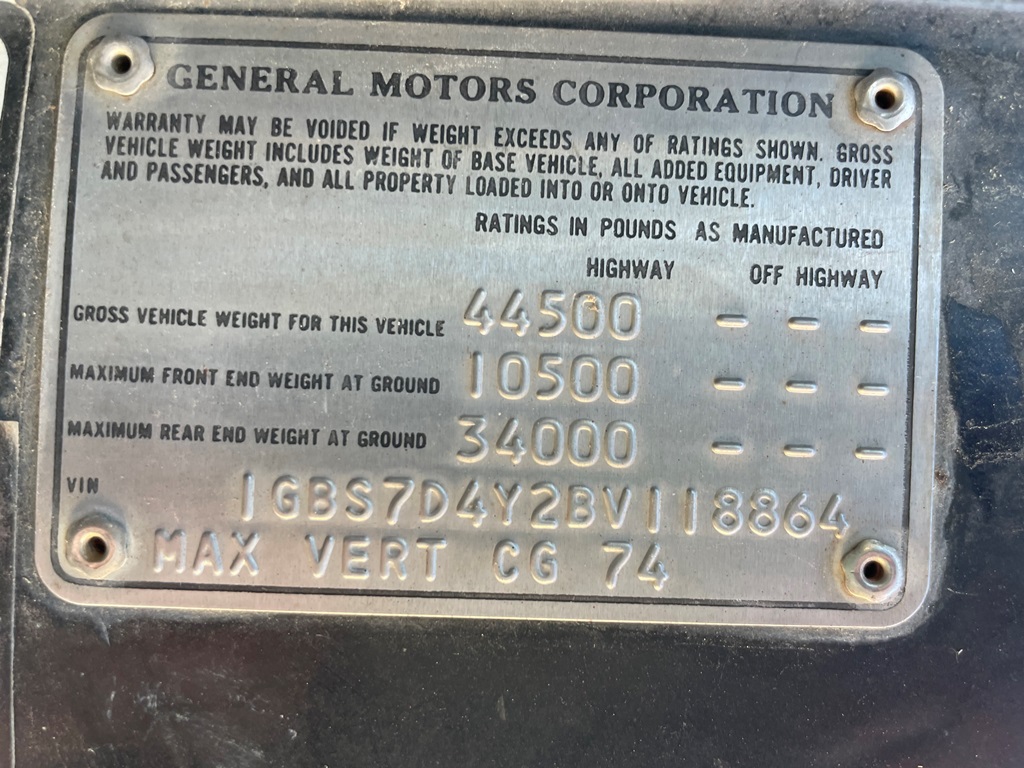 GENERAL MOTORS CORPORATION
WARRANTY MAY BE VOIDED IF WEIGHT EXCEEDS ANY OF RATINGS SHOWN. GROSS
VEHICLE WEIGHT INCLUDES WEIGHT OF BASE VEHICLE, ALL ADDED EQUIPMENT, DRIVER
AND PASSENGERS, AND ALL PROPERTY LOADED INTO OR ONTO VEHICLE.
RATINGS IN POUNDS AS MANUFACTURED
HIGHWAY OFF HIGHWAY
GROSS VEHICLE WEIGHT FOR THIS VEHICLE 44500 - - -
MAXIMUM FRONT END WEIGHT AT GROUND 10500 - - -
MAXIMUM REAR END WEIGHT AT GROUND 34000 - - -
VIN 1GBS7D4Y2BV118864
MAX VERT CG 74